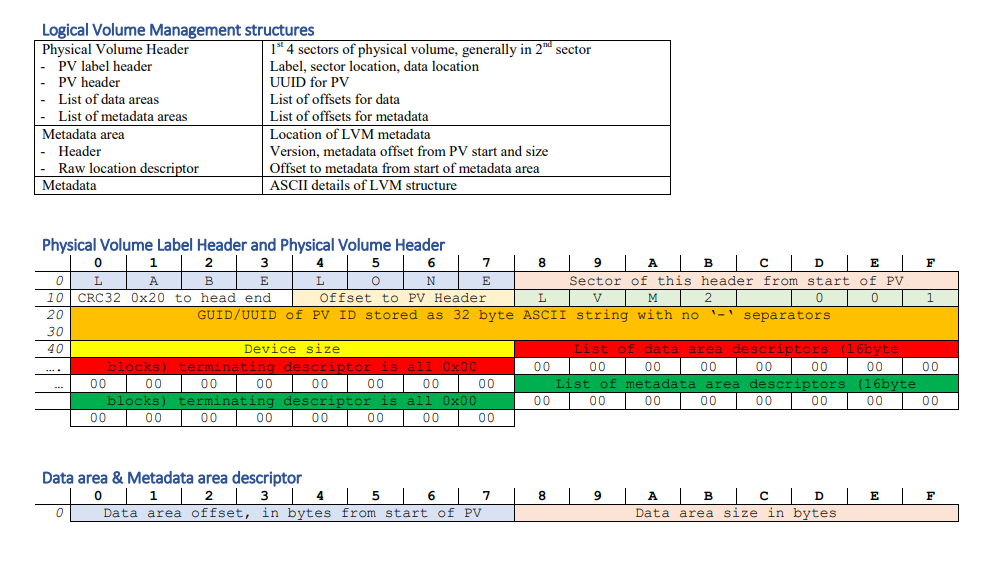 Logical Volume Management structures
Physical Volume Header 1st 4 sectors of physical volume, generally in 2nd sector
- PV label header Label, sector location, data location
- PV header UUID for PV
- List of data areas List of offsets for data
- List of metadata areas List of offsets for metadata
Metadata area Location of LVM metadata
- Header Version, metadata offset from PV start and size
- Raw location descriptor Offset to metadata from start of metadata area
Metadata ASCII details of LVM structure
Physical Volume Label Header and Physical Volume Header
0 1 2 3 4 5 6 7 8 9 A B C D E F
0 L A B E L O N E Sector of this header from start of PV
10 CRC32 0x20 to head end Offset to PV Header L V M 2 0 0 1
20 GUID/UUID of PV ID stored as 32 byte ASCII string with no `-` separators
30
40 Device size List of data area descriptors (16byte
…. blocks) terminating descriptor is all 0x00 00 00 00 00 00 00 00 00
… 00 00 00 00 00 00 00 00 List of metadata area descriptors (16byte
blocks) terminating descriptor is all 0x00 00 00 00 00 00 00 00 00
00 00 00 00 00 00 00 00
Data area & Metadata area descriptor
0 1 2 3 4 5 6 7 8 9 A B C D E F
0 Data area offset, in bytes from start of PV Data area size in bytes